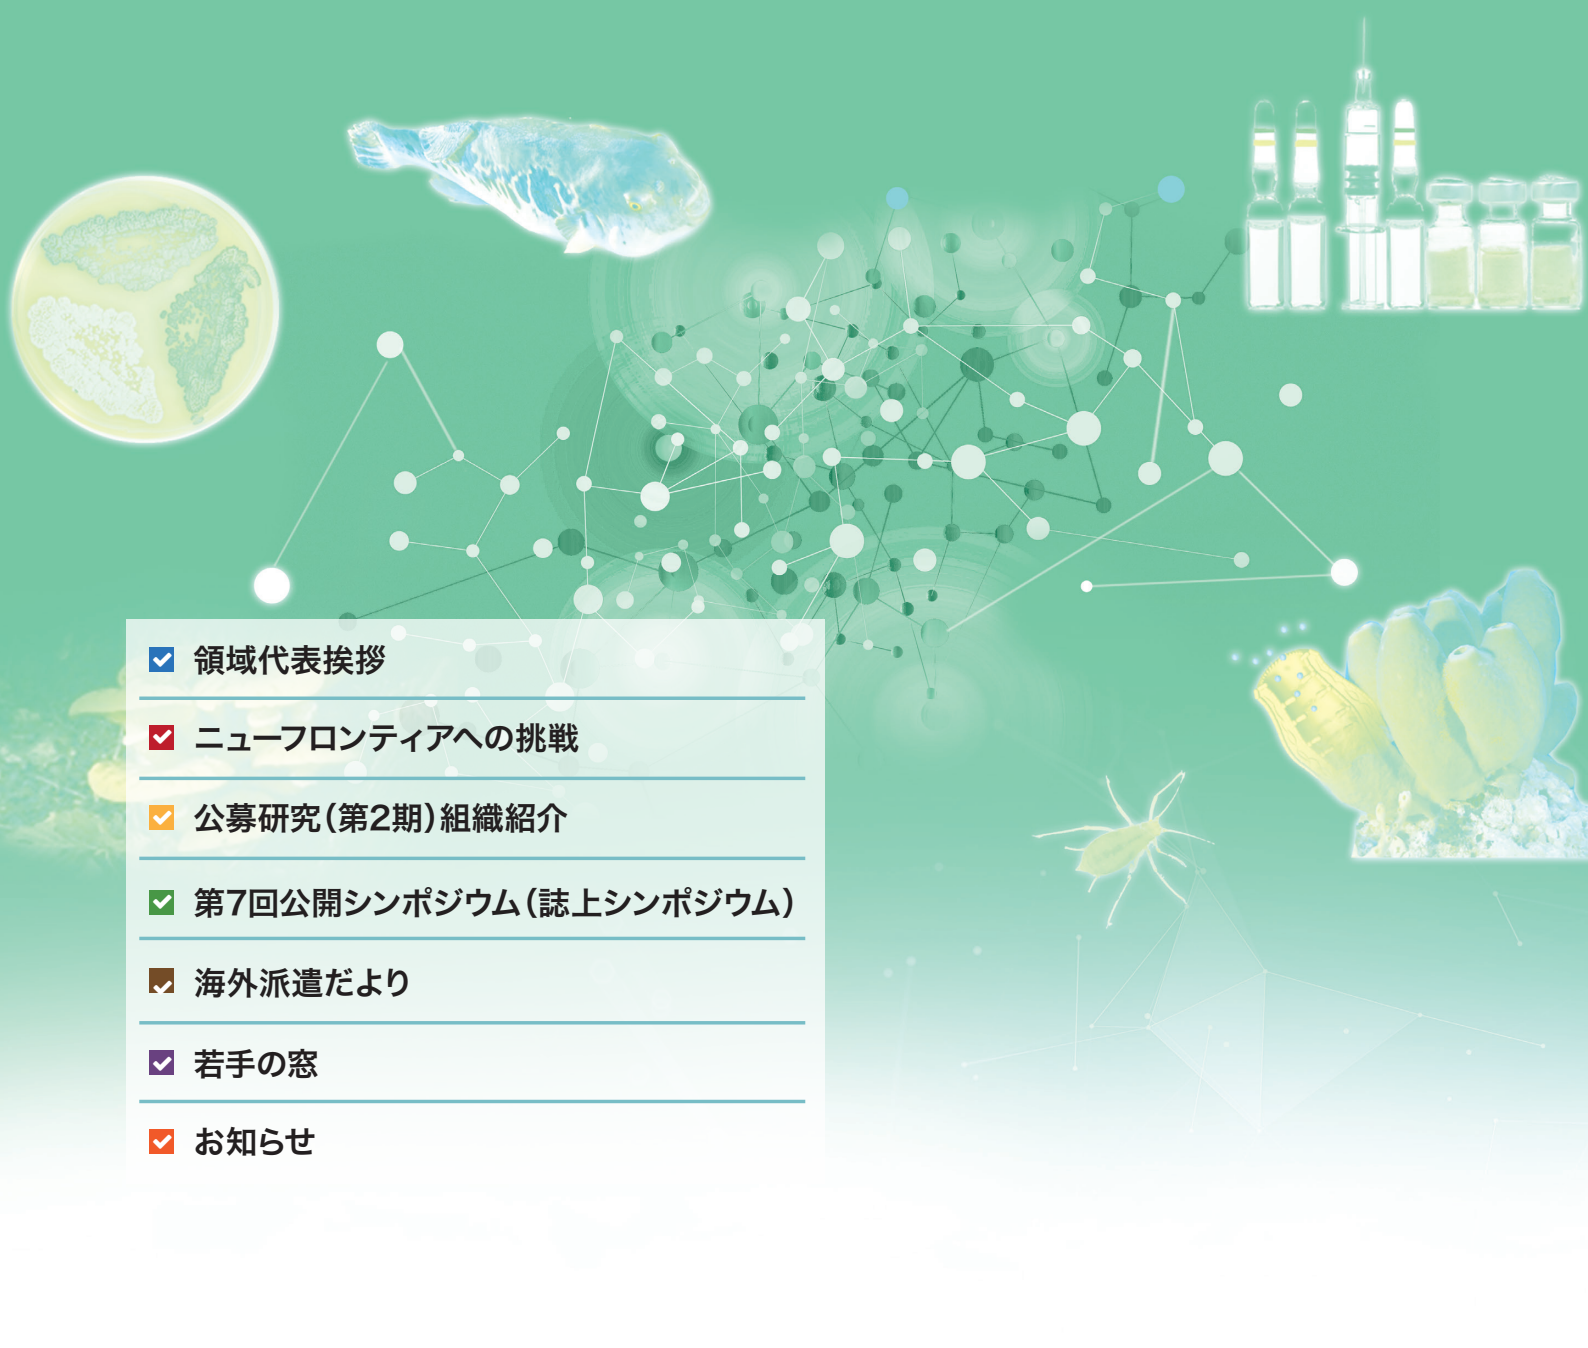 領域代表挨拶
ニューフロンティアへの挑戦
公募研究（第2期）組織紹介
第7回公開シンポジウム（誌上シンポジウム）
海外派遣だより
若手の窓
お知らせ